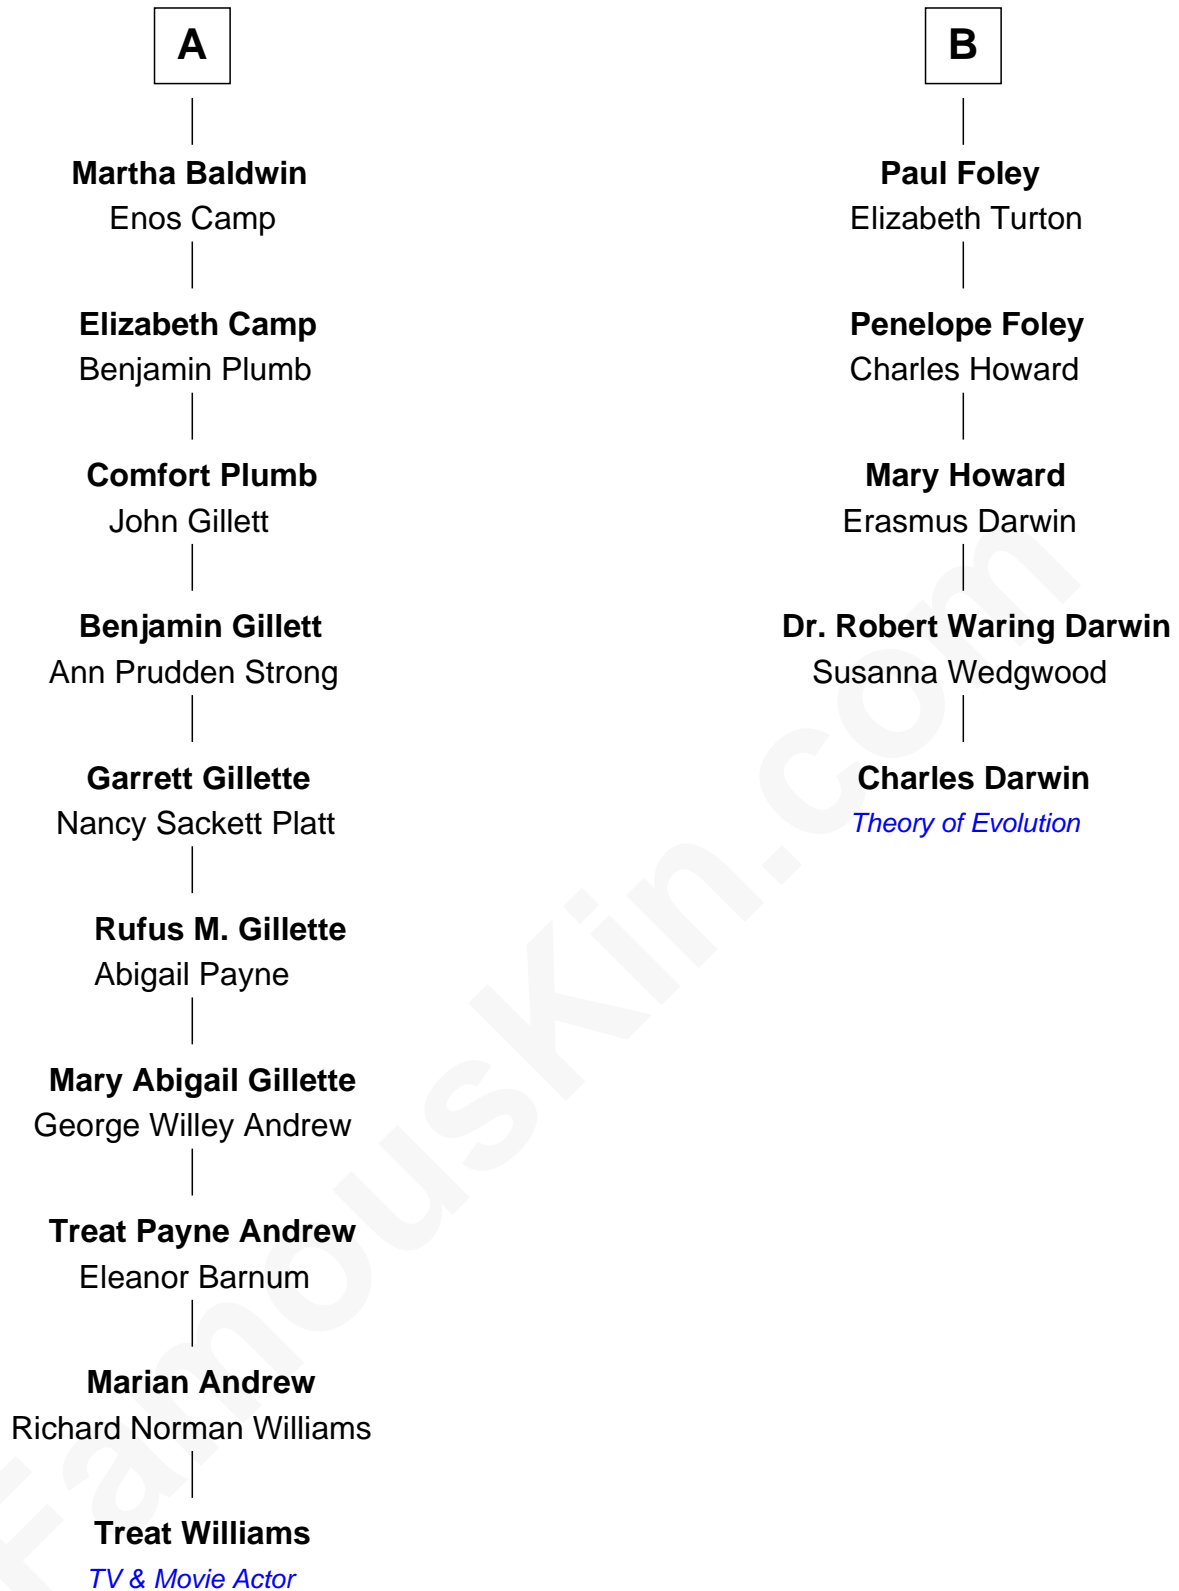 A
Martha Baldwin
Enos Camp
Elizabeth Camp
Benjamin Plumb
Comfort Plumb
John Gillett
Benjamin Gillett
Ann Prudden Strong
Garrett Gillette
Nancy Sackett Platt
Rufus M. Gillette
Abigail Payne
Mary Abigail Gillette
George Willey Andrew
Treat Payne Andrew
Eleanor Barnum
Marian Andrew
Richard Norman Williams
Treat Williams
TV & Movie Actor
B
Paul Foley
Elizabeth Turton
Penelope Foley
Charles Howard
Mary Howard
Erasmus Darwin
Dr. Robert Waring Darwin
Susanna Wedgwood
Charles Darwin
Theory of Evolution
FamousKin.com